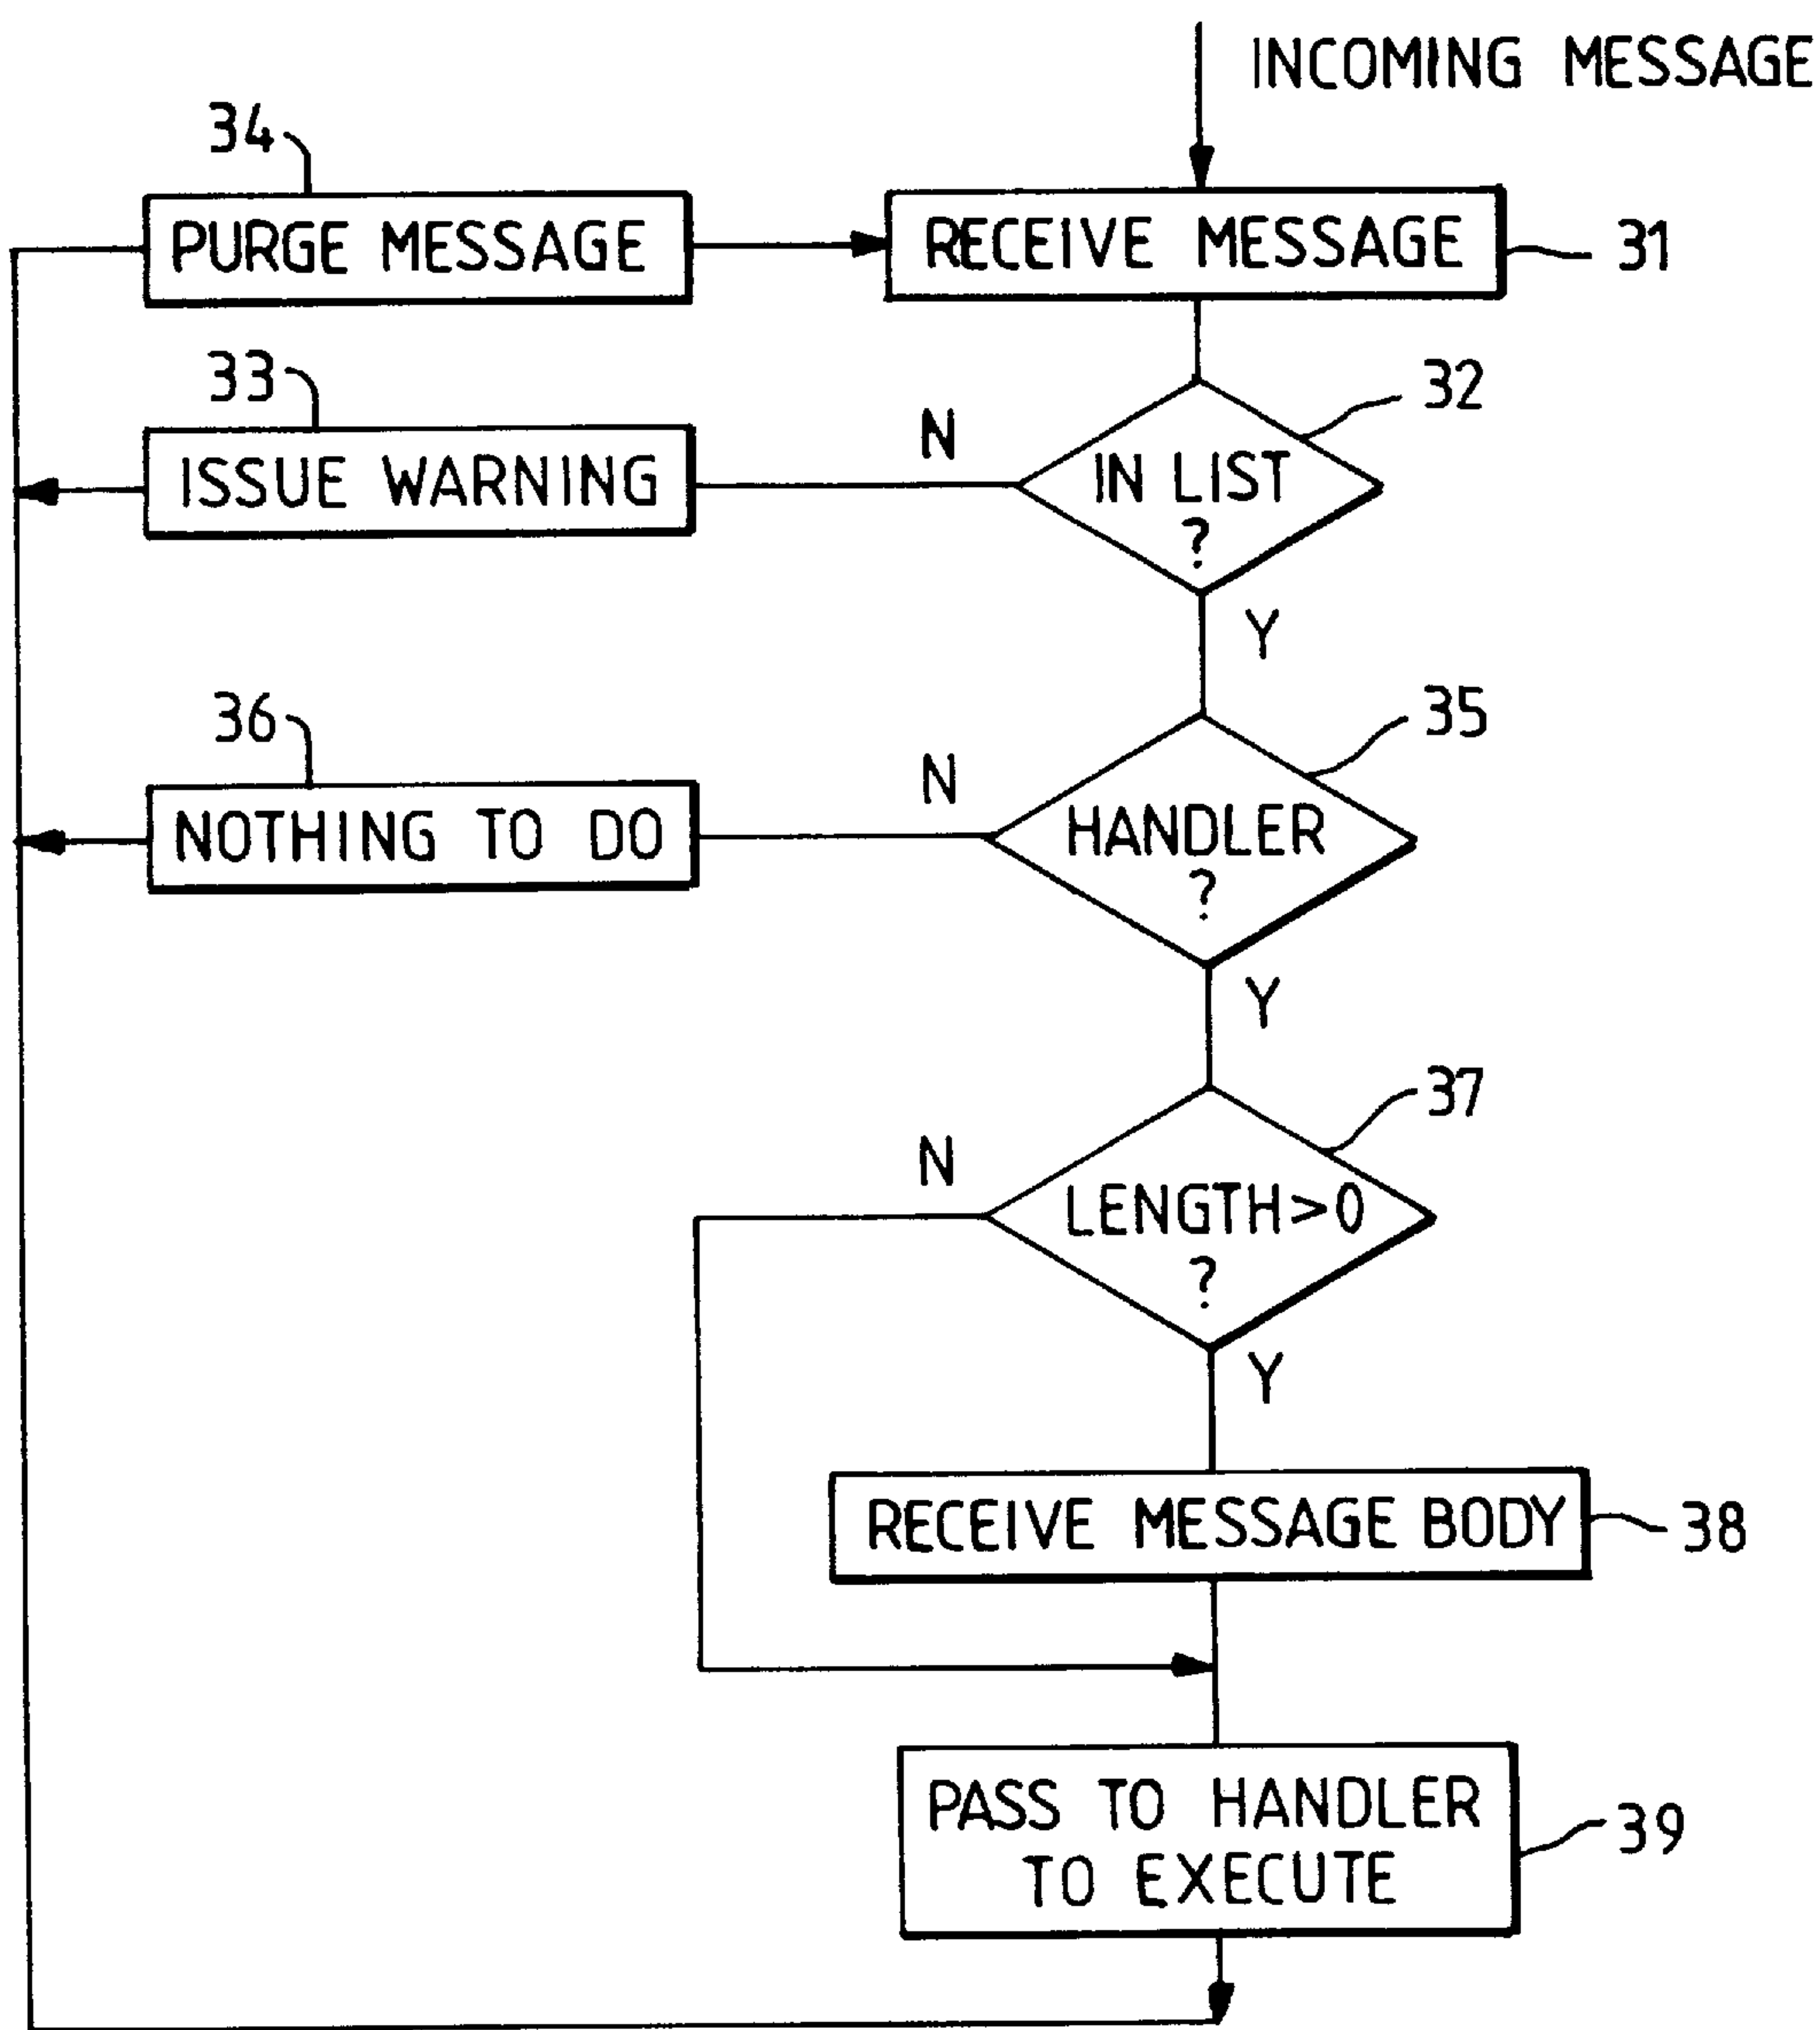 INCOMING MESSAGE
34
PURGE MESSAGE
RECEIVE MESSAGE
31
33
32
ISSUE WARNING
N
IN LIST
?
Y
36
35
NOTHING TO DO
N
HANDLER
?
Y
37
N
LENGTH>0
?
Y
RECEIVE MESSAGE BODY
38
PASS TO HANDLER
TO EXECUTE
39